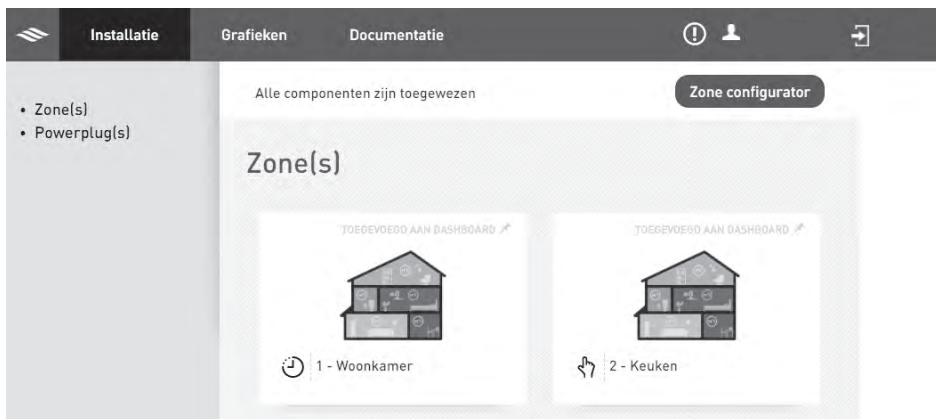 Installatie Grafieken Documentatie
• Zone(s)
• Powerplug(s)
Alle componenten zijn toegewezen
Zone configurator
Zone(s)
TOEGEVOEGD AAN DASHBOARD
TOEGEVOEGD AAN DASHBOARD
1 - Woonkamer
2 - Keuken